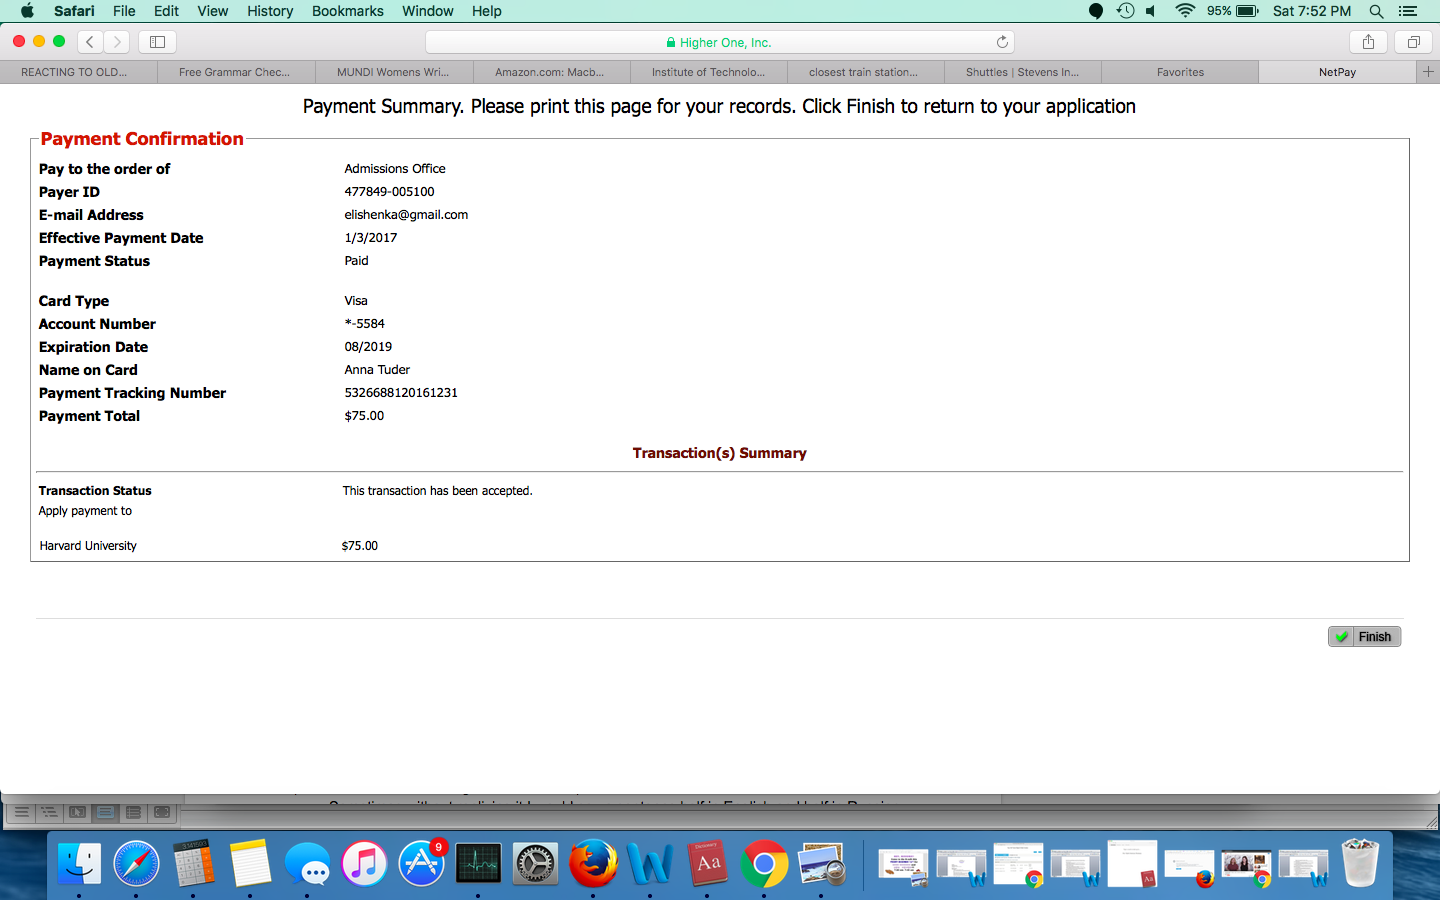 Safari File Edit View History Bookmarks Window Help 95% Sat 7:52 PM
Higher One, Inc.
REACTING TO OLD... Free Grammar Chec... MUNDI Womens Wri... Amazon.com: Macb... Institute of Technolo... closest train station... Shuttles | Stevens In... Favorites NetPay
Payment Summary. Please print this page for your records. Click Finish to return to your application
Payment Confirmation
Pay to the order of Admissions Office
Payer ID 477849-005100
E-mail Address elishenka@gmail.com
Effective Payment Date 1/3/2017
Payment Status Paid
Card Type Visa
Account Number *-5584
Expiration Date 08/2019
Name on Card Anna Tuder
Payment Tracking Number 5326688120161231
Payment Total $75.00
Transaction(s) Summary
Transaction Status This transaction has been accepted.
Apply payment to
Harvard University $75.00
Finish
9
Dictionary
Aa